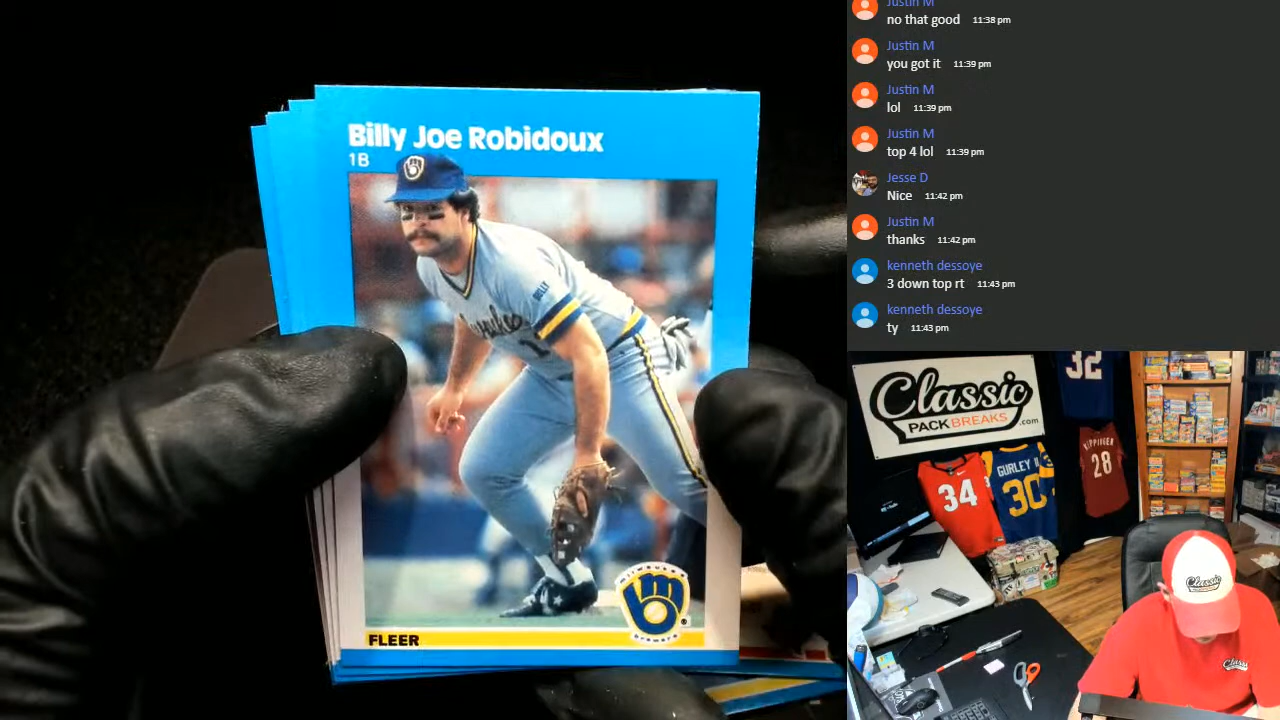 Billy Joe Robidoux
1B
FLEER
Justin M
no that good 11:38 pm
Justin M
you got it 11:39 pm
Justin M
lol 11:39 pm
Justin M
top 4 lol 11:39 pm
Jesse D
Nice 11:42 pm
Justin M
thanks 11:42 pm
kenneth dessoye
3 down top rt 11:43 pm
kenneth dessoye
ty 11:43 pm
Classic
PACK BREAKS.com
32
34
GURLEY II
30
28
Classic